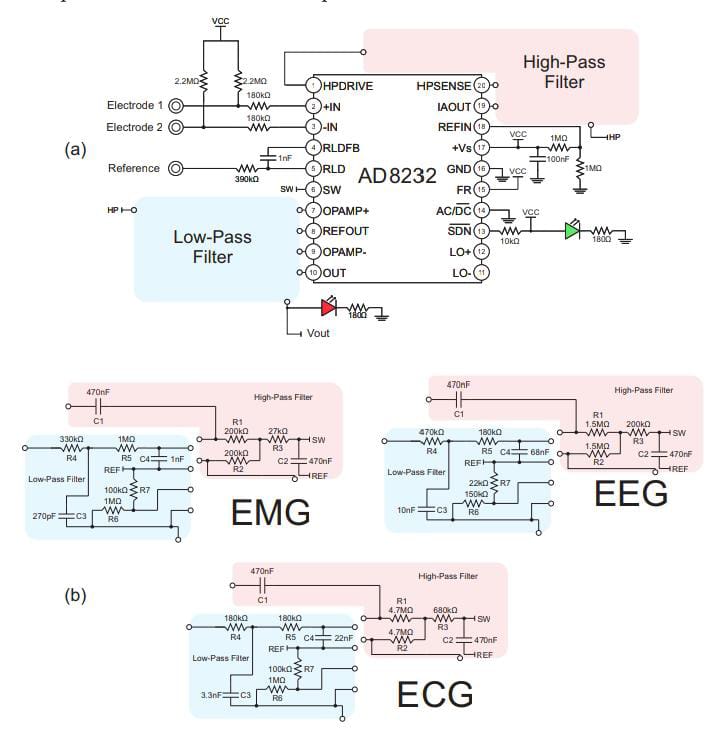 VCC
High-Pass
Filter
2.2MΩ
2.2MΩ
180kΩ
Electrode 1
180kΩ
Electrode 2
(a)
1nF
Reference
390kΩ
SW
HP
Low-Pass
Filter
AD8232
1 HPDRIVE
2 +IN
3 -IN
4 RLDFB
5 RLD
6 SW
7 OPAMP+
8 REFOUT
9 OPAMP-
10 OUT
HPSENSE 20
IAOUT 19
REFIN 18
+Vs 17
GND 16
FR 15
AC/DC 14
SDN 13
LO+ 12
LO- 11
HP
VCC
1MΩ
100nF
1MΩ
VCC
VCC
10kΩ
180Ω
180Ω
Vout
470nF
C1
High-Pass Filter
R1
200kΩ
27kΩ
R3
SW
200kΩ
R2
C2
470nF
REF
330kΩ
R4
1MΩ
R5
C4
1nF
REF
Low-Pass Filter
100kΩ
R7
1MΩ
R6
270pF
C3
EMG
470nF
C1
High-Pass Filter
R1
1.5MΩ
200kΩ
R3
SW
1.5MΩ
R2
C2
470nF
REF
470kΩ
R4
180kΩ
R5
C4
68nF
REF
Low-Pass Filter
22kΩ
R7
150kΩ
R6
10nF
C3
EEG
(b)
470nF
C1
High-Pass Filter
R1
4.7MΩ
680kΩ
R3
SW
4.7MΩ
R2
C2
470nF
REF
180kΩ
R4
180kΩ
R5
C4
22nF
REF
Low-Pass Filter
100kΩ
R7
1MΩ
R6
3.3nF
C3
ECG